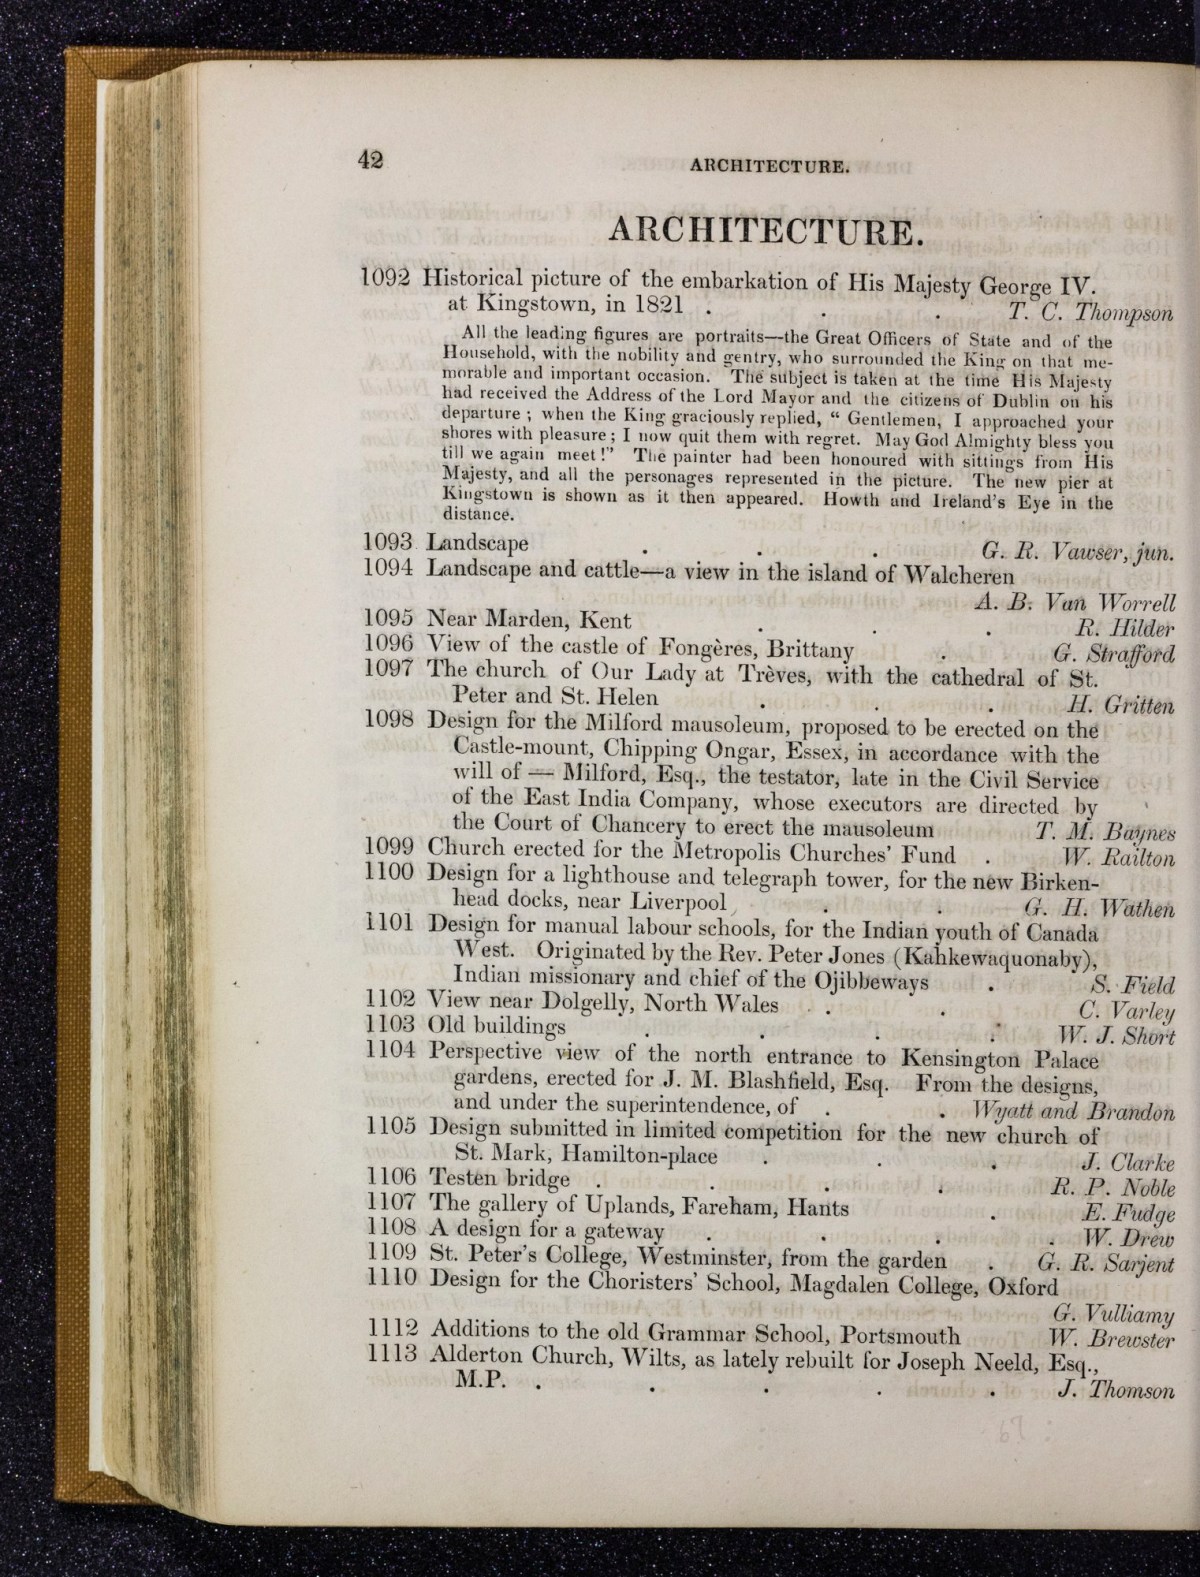 42
ARCHITECTURE.
ARCHITECTURE.
1092 Historical picture of the embarkation of His Majesty George IV.
at Kingstown, in 1821 . . . T. C. Thompson
All the leading figures are portraits—the Great Officers of State and of the
Household, with the nobility and gentry, who surrounded the King on that me-
morable and important occasion. The subject is taken at the time His Majesty
had received the Address of the Lord Mayor and the citizens of Dublin on his
departure ; when the King graciously replied, “ Gentlemen, I approached your
shores with pleasure ; I now quit them with regret. May God Almighty bless you
till we again meet !” The painter had been honoured with sittings from His
Majesty, and all the personages represented in the picture. The new pier at
Kingstown is shown as it then appeared. Howth and Ireland’s Eye in the
distance.
1093 Landscape . . . G. R. Vawser, jun.
1094 Landscape and cattle—a view in the island of Walcheren
A. B. Van Worrell
1095 Near Marden, Kent . . . R. Hilder
1096 View of the castle of Fongères, Brittany . G. Strafford
1097 The church of Our Lady at Trèves, with the cathedral of St.
Peter and St. Helen . . . H. Gritten
1098 Design for the Milford mausoleum, proposed to be erected on the
Castle-mount, Chipping Ongar, Essex, in accordance with the
will of — Milford, Esq., the testator, late in the Civil Service
of the East India Company, whose executors are directed by
the Court of Chancery to erect the mausoleum T. M. Baynes
1099 Church erected for the Metropolis Churches’ Fund . W. Railton
1100 Design for a lighthouse and telegraph tower, for the new Birken-
head docks, near Liverpool . . G. H. Wathen
1101 Design for manual labour schools, for the Indian youth of Canada
West. Originated by the Rev. Peter Jones (Kahkewaquonaby),
Indian missionary and chief of the Ojibbeways . S. Field
1102 View near Dolgelly, North Wales . . C. Varley
1103 Old buildings . . . . W. J. Short
1104 Perspective view of the north entrance to Kensington Palace
gardens, erected for J. M. Blashfield, Esq. From the designs,
and under the superintendence, of . . Wyatt and Brandon
1105 Design submitted in limited competition for the new church of
St. Mark, Hamilton-place . . . J. Clarke
1106 Testen bridge . . . . R. P. Noble
1107 The gallery of Uplands, Fareham, Hants . E. Fudge
1108 A design for a gateway . . . . W. Drew
1109 St. Peter’s College, Westminster, from the garden . G. R. Sarjent
1110 Design for the Choristers’ School, Magdalen College, Oxford
G. Vulliamy
1112 Additions to the old Grammar School, Portsmouth W. Brewster
1113 Alderton Church, Wilts, as lately rebuilt for Joseph Neeld, Esq.,
M.P. . . . . . J. Thomson